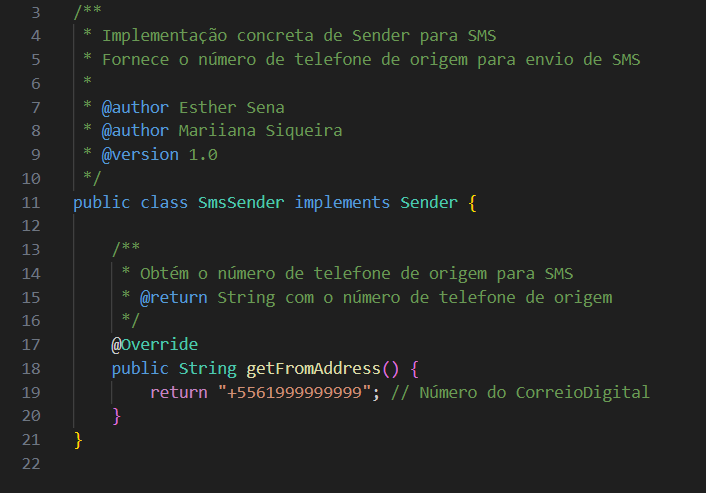 3 /**
4  * Implementação concreta de Sender para SMS
5  * Fornece o número de telefone de origem para envio de SMS
6  *
7  * @author Esther Sena
8  * @author Mariiana Siqueira
9  * @version 1.0
10  */
11 public class SmsSender implements Sender {
12
13     /**
14      * Obtém o número de telefone de origem para SMS
15      * @return String com o número de telefone de origem
16      */
17     @Override
18     public String getFromAddress() {
19         return "+5561999999999"; // Número do CorreioDigital
20     }
21 }
22